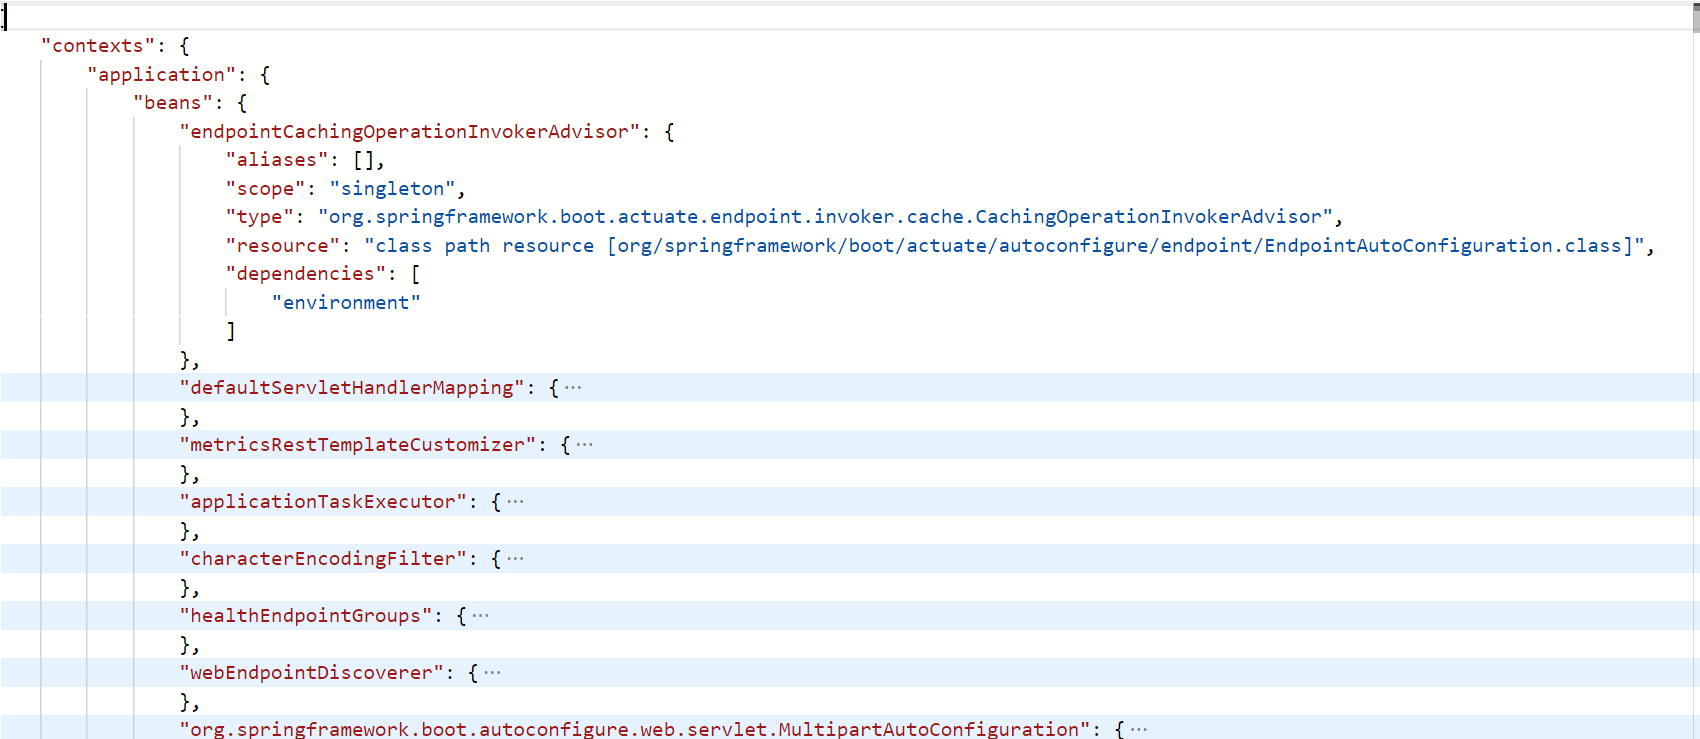 "contexts": {
"application": {
"beans": {
"endpointCachingOperationInvokerAdvisor": {
"aliases": [],
"scope": "singleton",
"type": "org.springframework.boot.actuate.endpoint.invoker.cache.CachingOperationInvokerAdvisor",
"resource": "class path resource [org/springframework/boot/actuate/autoconfigure/endpoint/EndpointAutoConfiguration.class]",
"dependencies": [
"environment"
]
},
"defaultServletHandlerMapping": {···
},
"metricsRestTemplateCustomizer": {···
},
"applicationTaskExecutor": {···
},
"characterEncodingFilter": {···
},
"healthEndpointGroups": {···
},
"webEndpointDiscoverer": {···
},
"org.springframework.boot.autoconfigure.web.servlet.MultipartAutoConfiguration": {···